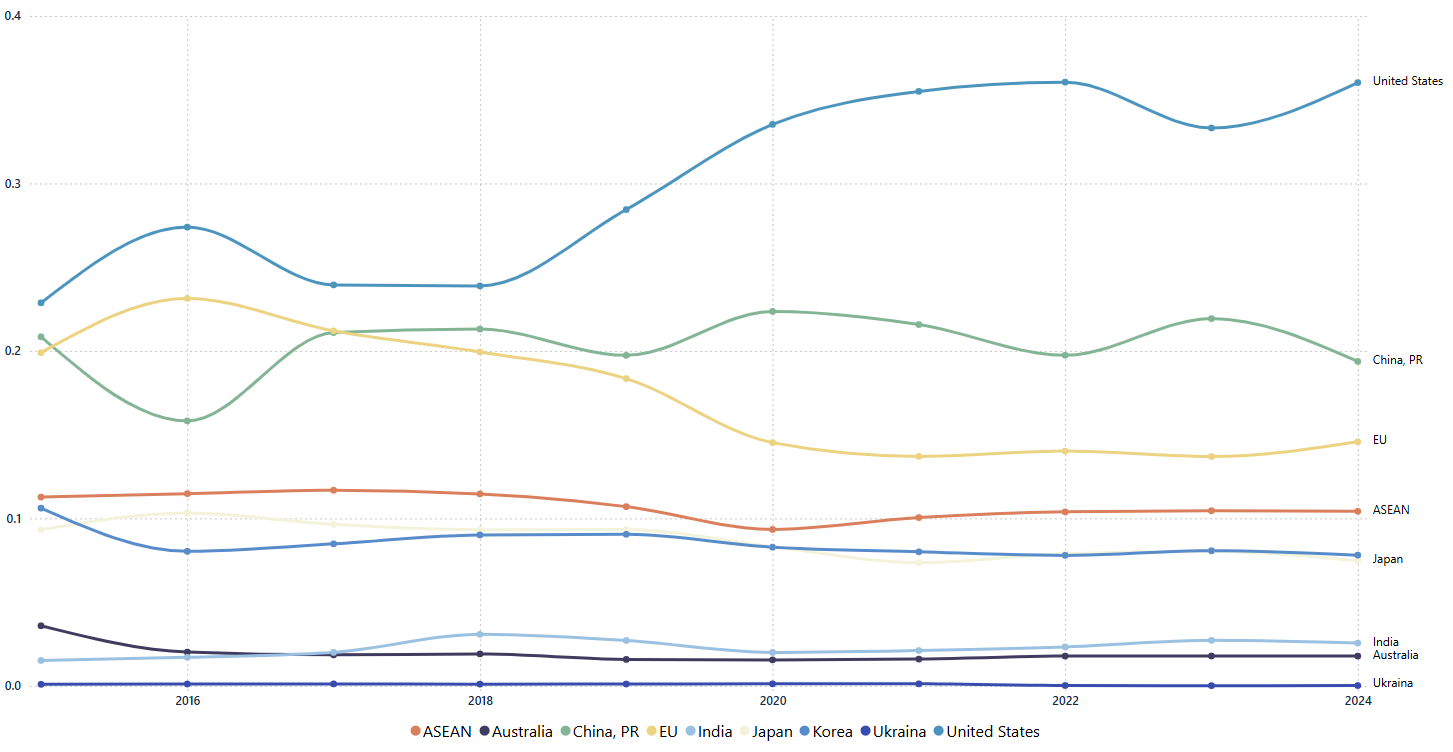 0.4
0.3
0.2
0.1
0.0
United States
China, PR
EU
ASEAN
Japan
India
Australia
Ukraina
2016 2018 2020 2022 2024
ASEAN Australia China, PR EU India Japan Korea Ukraina United States